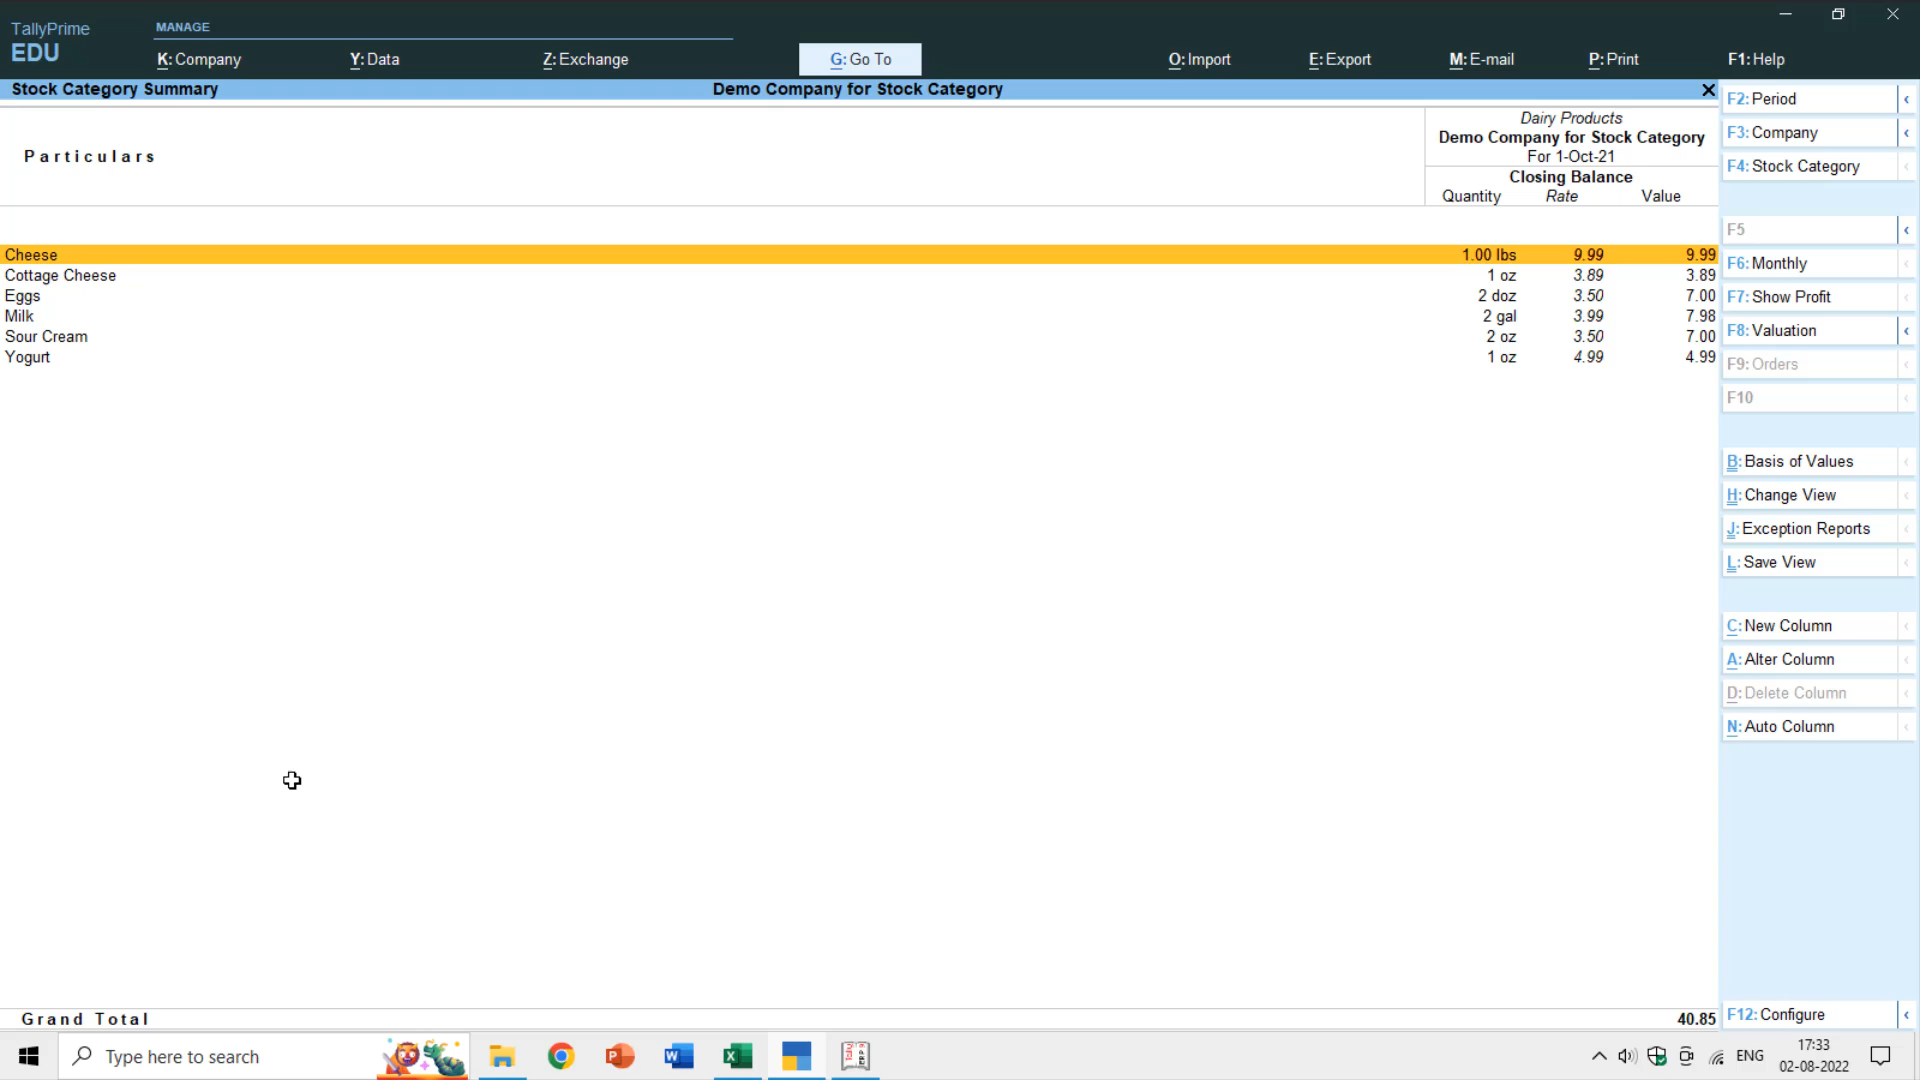 TallyPrime
EDU
MANAGE
K: Company
Y: Data
Z: Exchange
G: Go To
O: Import
E: Export
M: E-mail
P: Print
F1: Help
Stock Category Summary
Demo Company for Stock Category
Particulars
Dairy Products
Demo Company for Stock Category
For 1-Oct-21
Closing Balance
Quantity Rate Value
Cheese 1.00 lbs 9.99 9.99
Cottage Cheese 1 oz 3.89 3.89
Eggs 2 doz 3.50 7.00
Milk 2 gal 3.99 7.98
Sour Cream 2 oz 3.50 7.00
Yogurt 1 oz 4.99 4.99
Grand Total 40.85
F2: Period
F3: Company
F4: Stock Category
F5
F6: Monthly
F7: Show Profit
F8: Valuation
F9: Orders
F10
B: Basis of Values
H: Change View
J: Exception Reports
L: Save View
C: New Column
A: Alter Column
D: Delete Column
N: Auto Column
F12: Configure
Type here to search
ENG
17:33
02-08-2022